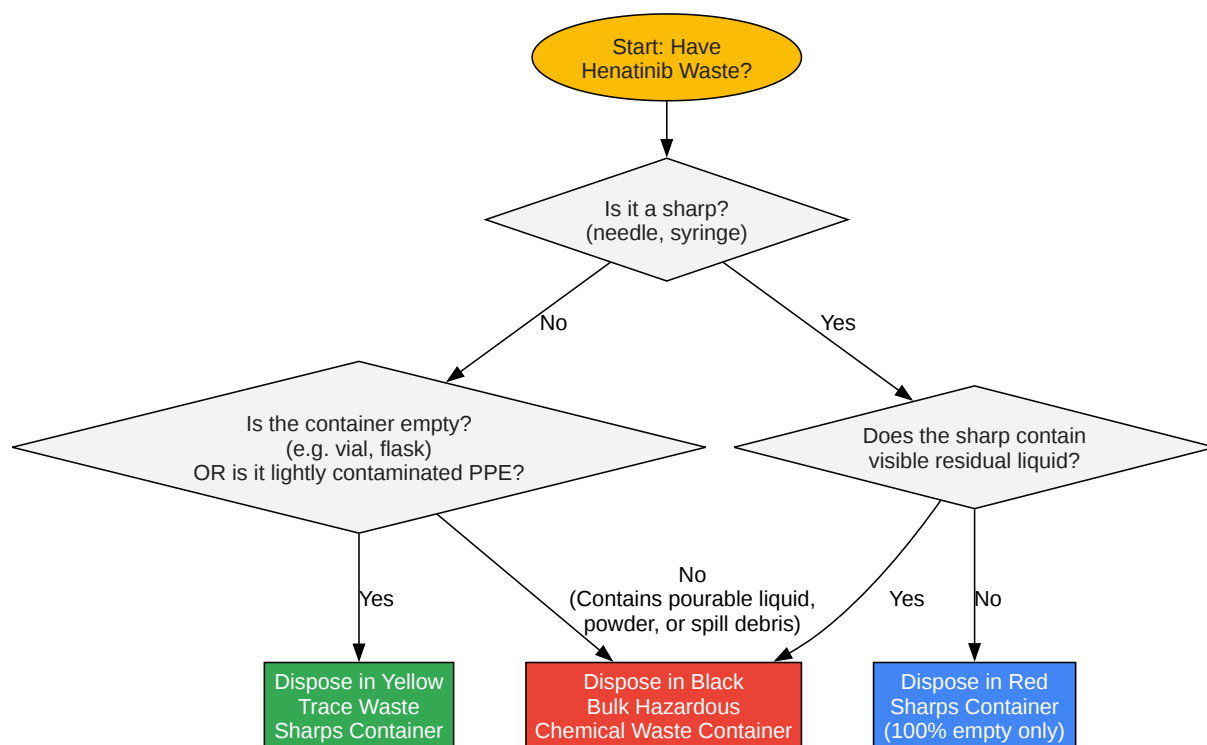 Start: Have
Henatinib Waste?
Is it a sharp?
(needle, syringe)
No
Yes
Is the container empty?
(e.g. vial, flask)
OR is it lightly contaminated PPE?
Does the sharp contain
visible residual liquid?
Yes
No
(Contains pourable liquid,
powder, or spill debris)
Yes
No
Dispose in Yellow
Trace Waste
Sharps Container
Dispose in Black
Bulk Hazardous
Chemical Waste Container
Dispose in Red
Sharps Container
(100% empty only)